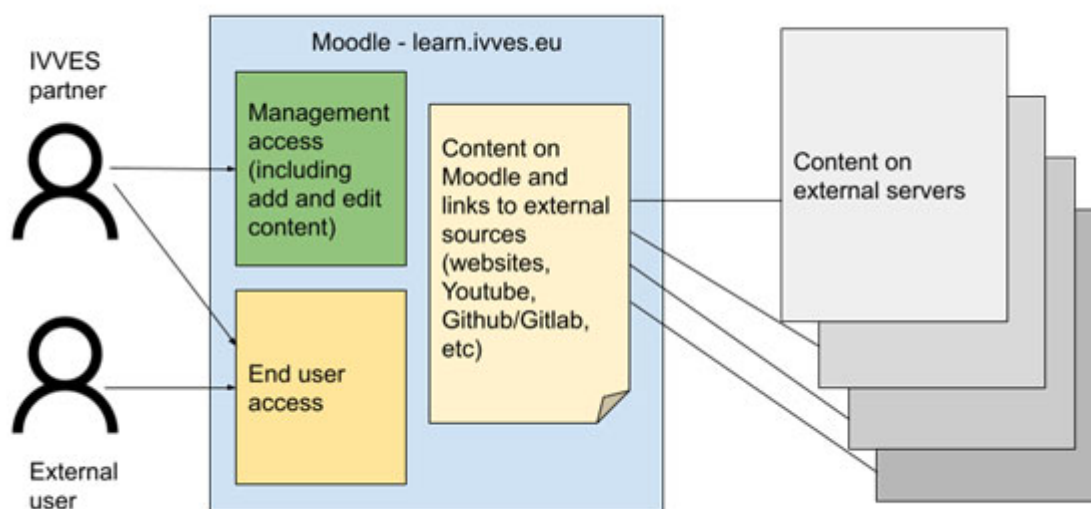 Moodle - learn.ivves.eu
IVVES
partner
Management
access
(including
add and edit
content)
Content on
Moodle and
links to external
sources
(websites,
Youtube,
Github/Gitlab,
etc)
Content on
external servers
End user
access
External
user